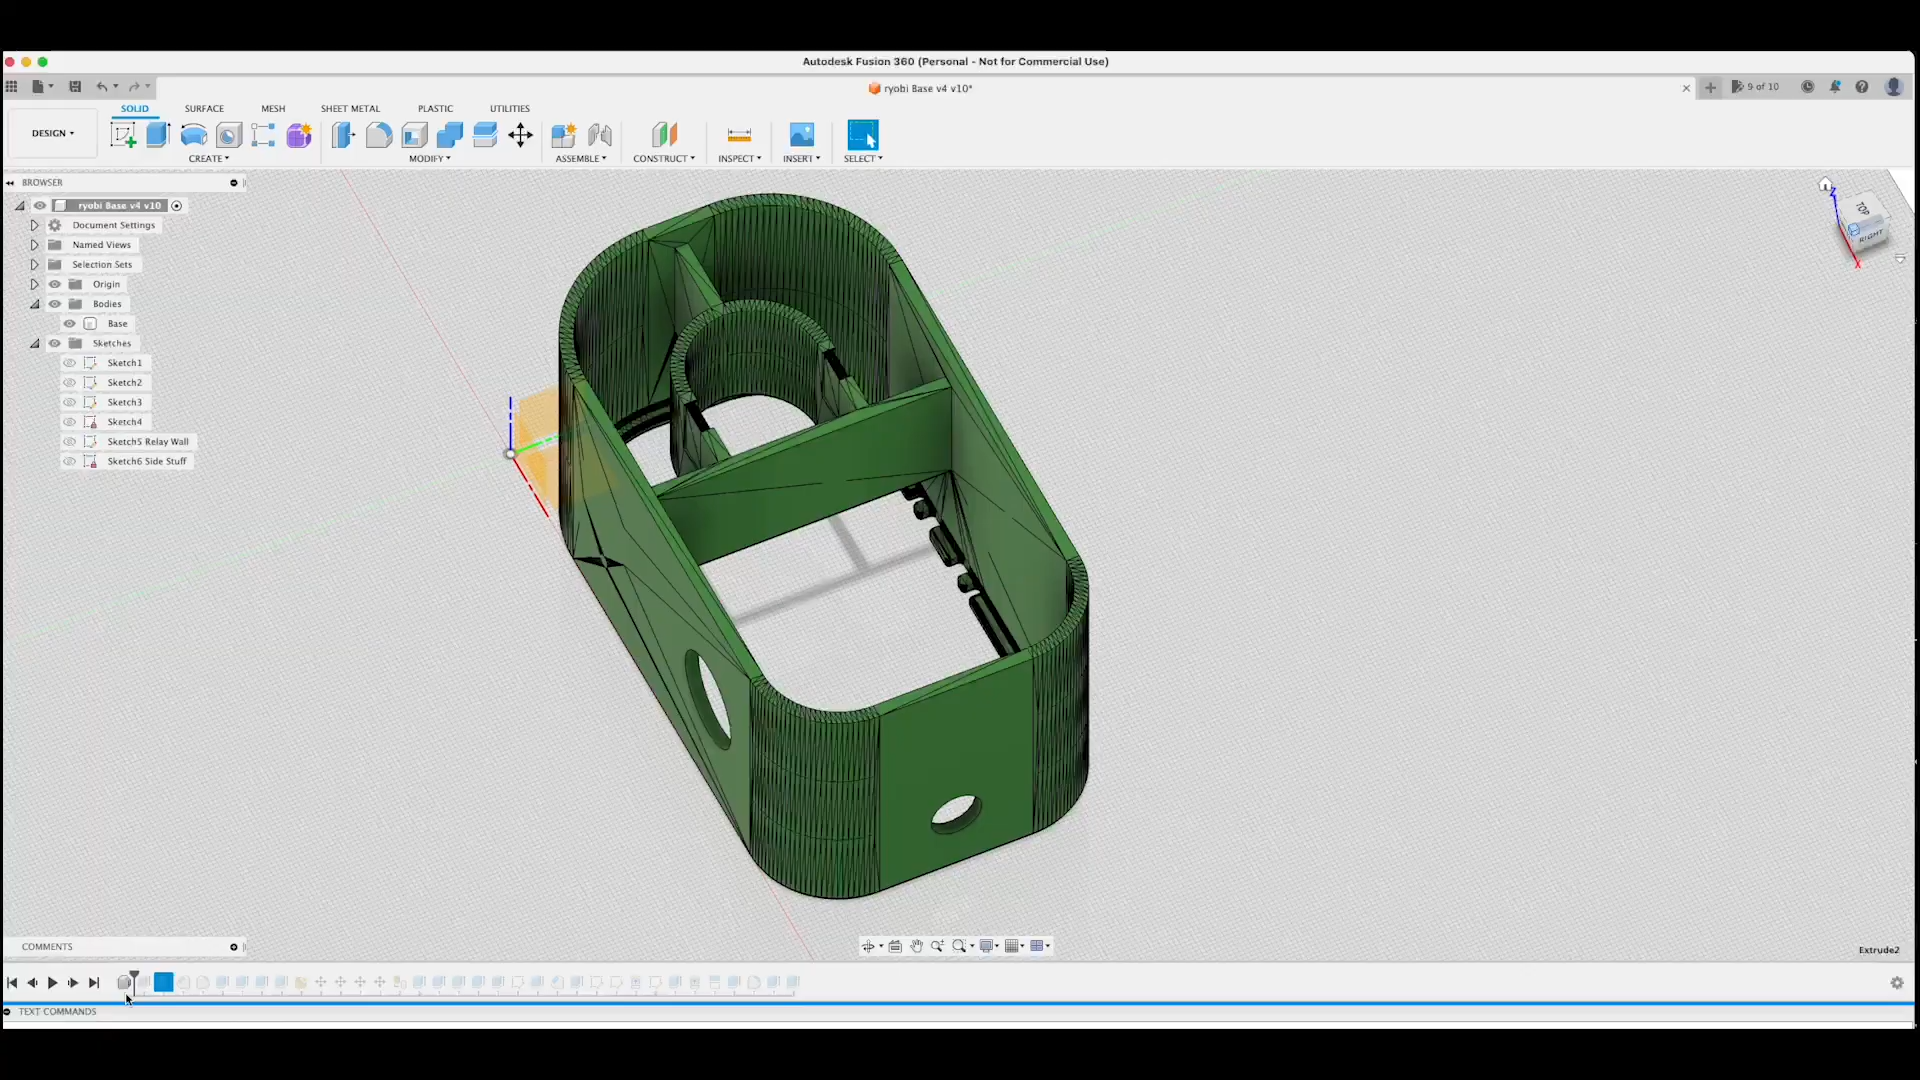 Autodesk Fusion 360 (Personal - Not for Commercial Use)
ryobi Base v4 v10*
9 of 10
SOLID
SURFACE
MESH
SHEET METAL
PLASTIC
UTILITIES
DESIGN
CREATE
MODIFY
ASSEMBLE
CONSTRUCT
INSPECT
INSERT
SELECT
BROWSER
ryobi Base v4 v10
Document Settings
Named Views
Selection Sets
Origin
Bodies
Base
Sketches
Sketch1
Sketch2
Sketch3
Sketch4
Sketch5 Relay Wall
Sketch6 Side Stuff
Z
TOP
RIGHT
X
COMMENTS
Extrude2
TEXT COMMANDS